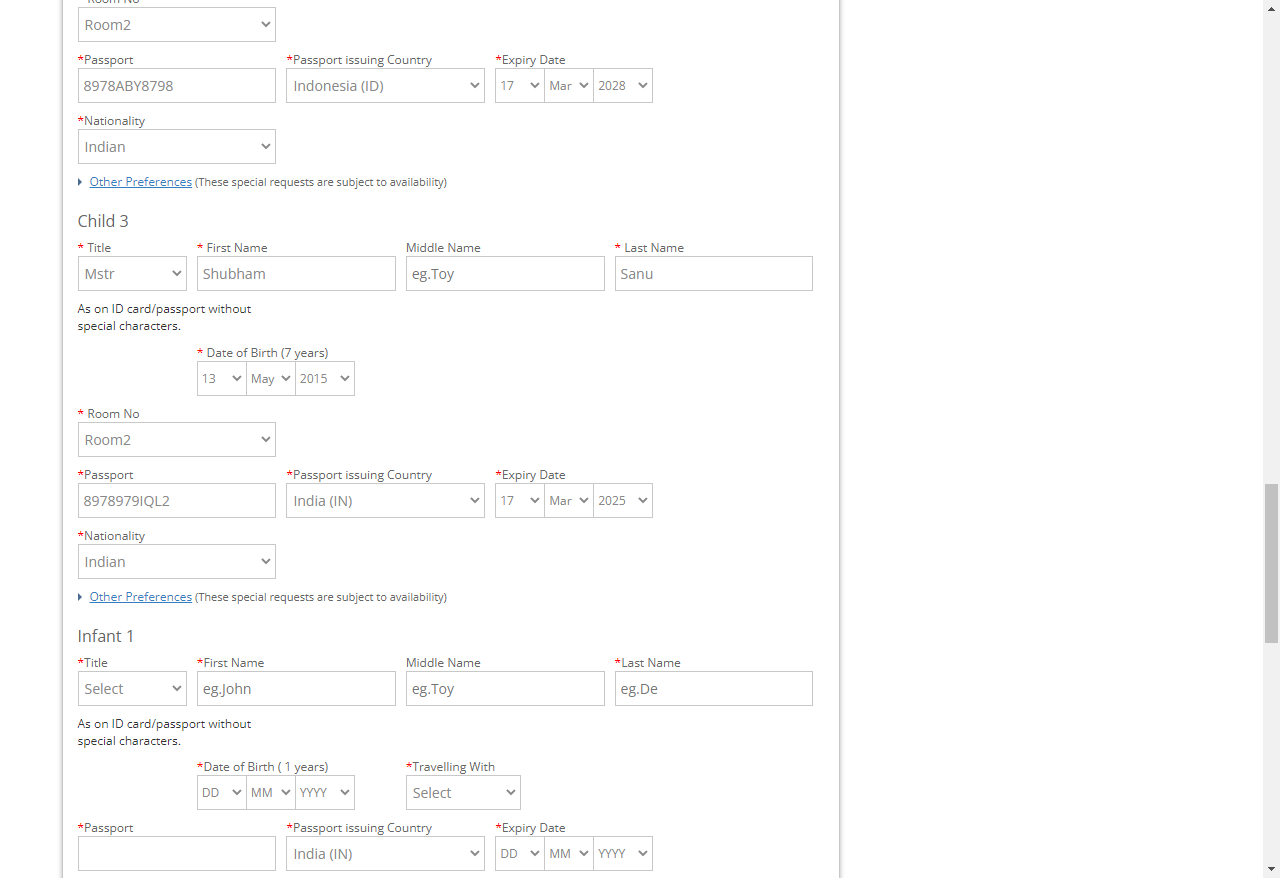 Room2
*Passport *Passport issuing Country *Expiry Date
8978ABY8798 Indonesia (ID) 17 Mar 2028
*Nationality
Indian
Other Preferences (These special requests are subject to availability)
Child 3
* Title * First Name Middle Name * Last Name
Mstr Shubham eg.Toy Sanu
As on ID card/passport without
special characters.
* Date of Birth (7 years)
13 May 2015
* Room No
Room2
*Passport *Passport issuing Country *Expiry Date
8978979IQL2 India (IN) 17 Mar 2025
*Nationality
Indian
Other Preferences (These special requests are subject to availability)
Infant 1
*Title *First Name Middle Name *Last Name
Select eg.John eg.Toy eg.De
As on ID card/passport without
special characters.
*Date of Birth ( 1 years) *Travelling With
DD MM YYYY Select
*Passport *Passport issuing Country *Expiry Date
India (IN) DD MM YYYY